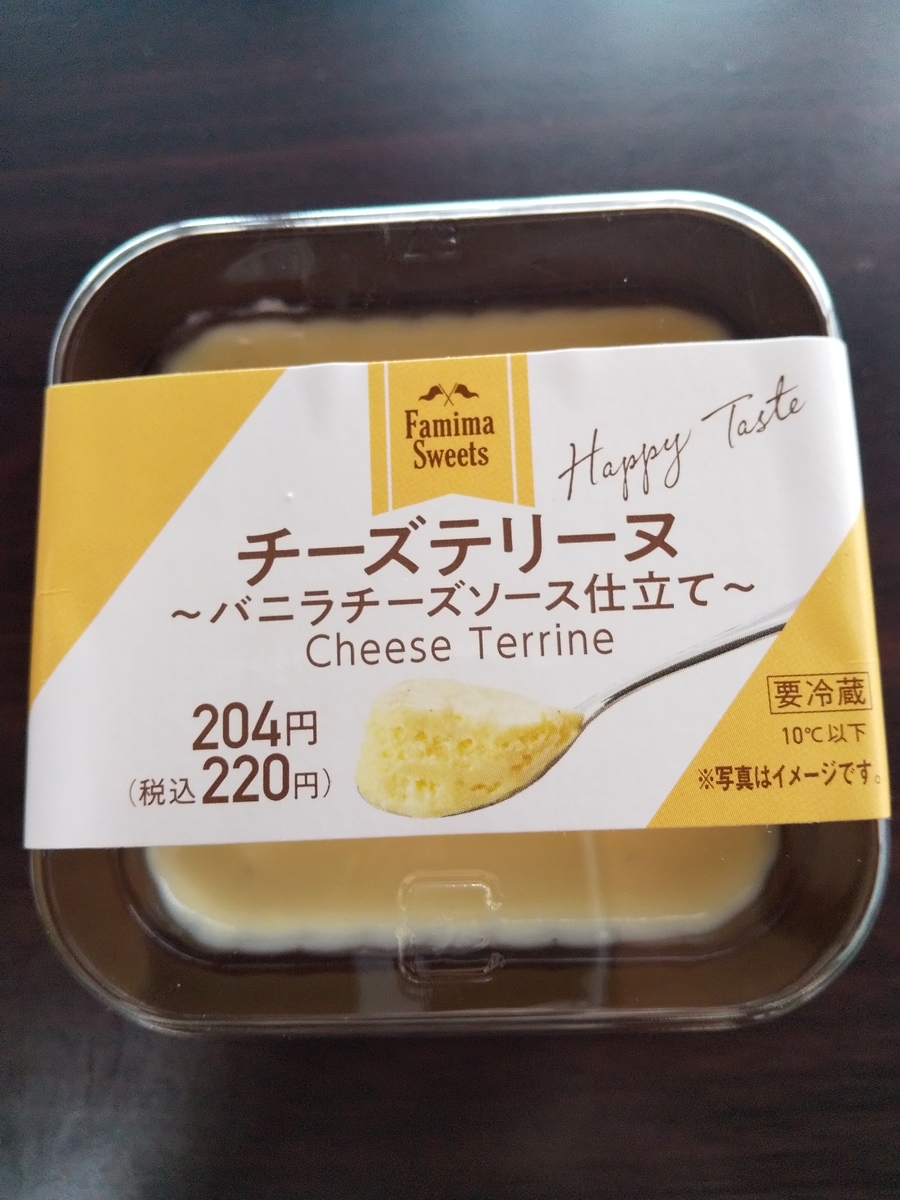 Famima
Sweets
Happy Taste
チーズテリーヌ
～バニラチーズソース仕立て～
Cheese Terrine
204円
（税込220円）
要冷蔵
10℃以下
※写真はイメージです。